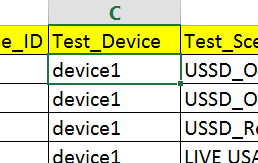 C
e_ID Test_Device Test_Sce
device1 USSD_O
device1 USSD_O
device1 USSD_Re
device1 LIVE USA